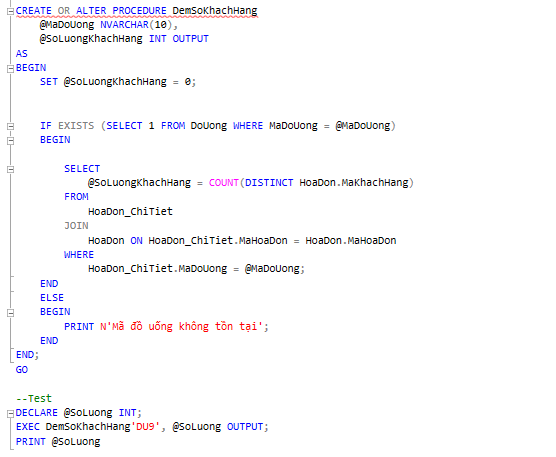 CREATE OR ALTER PROCEDURE DemSoKhachHang
@MaDoUong NVARCHAR(10),
@SoLuongKhachHang INT OUTPUT
AS
BEGIN
SET @SoLuongKhachHang = 0;
IF EXISTS (SELECT 1 FROM DoUong WHERE MaDoUong = @MaDoUong)
BEGIN
SELECT
@SoLuongKhachHang = COUNT(DISTINCT HoaDon.MaKhachHang)
FROM
HoaDon_ChiTiet
JOIN
HoaDon ON HoaDon_ChiTiet.MaHoaDon = HoaDon.MaHoaDon
WHERE
HoaDon_ChiTiet.MaDoUong = @MaDoUong;
END
ELSE
BEGIN
PRINT N'Mã đồ uống không tồn tại';
END
END;
GO
--Test
DECLARE @SoLuong INT;
EXEC DemSoKhachHang'DU9', @SoLuong OUTPUT;
PRINT @SoLuong